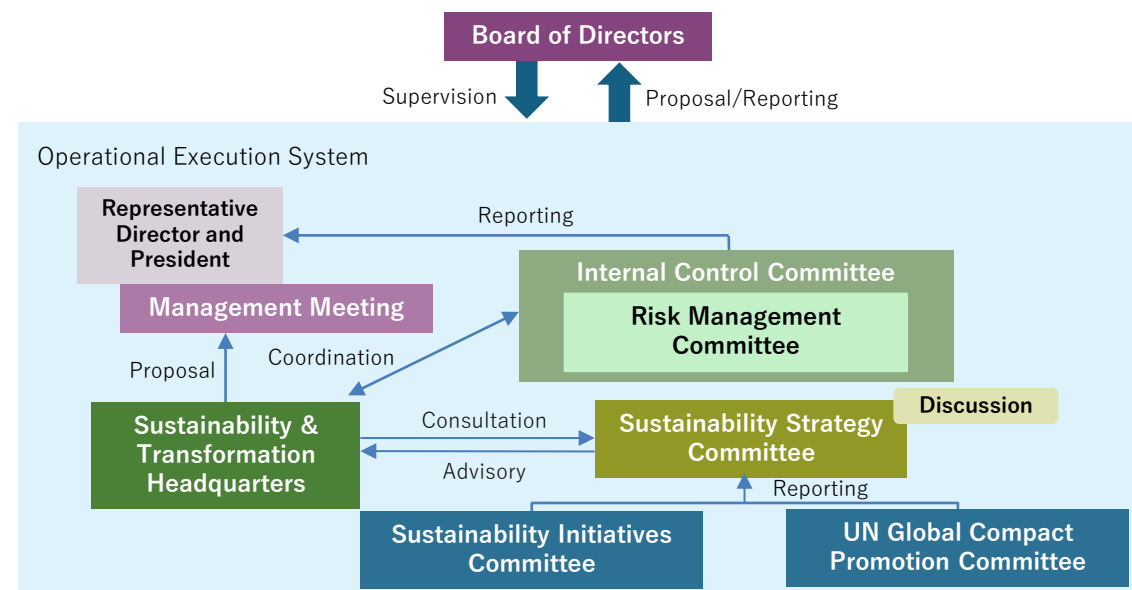 Board of Directors
Supervision
Proposal/Reporting
Operational Execution System
Representative
Director and
President
Reporting
Internal Control Committee
Management Meeting
Risk Management
Committee
Coordination
Proposal
Discussion
Sustainability &
Transformation
Headquarters
Consultation
Advisory
Sustainability Strategy
Committee
Reporting
Sustainability Initiatives
Committee
UN Global Compact
Promotion Committee